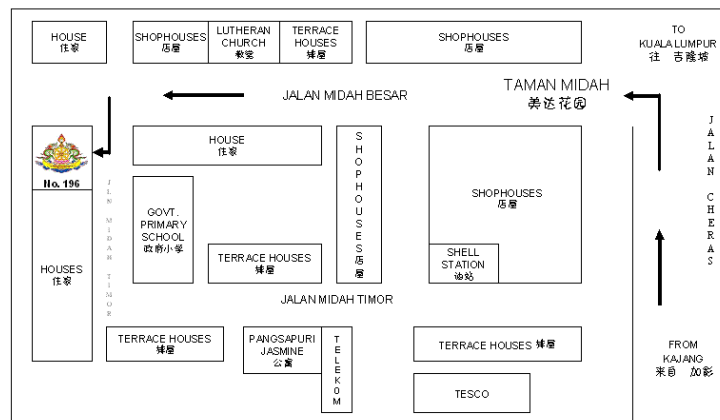 HOUSE
住家
SHOPHOUSES
店屋
LUTHERAN
CHURCH
教堂
TERRACE
HOUSES
排屋
SHOPHOUSES
店屋
TO
KUALA LUMPUR
往 吉隆坡
JALAN MIDAH BESAR
TAMAN MIDAH
美达花园
JALAN CHERAS
No. 196
HOUSES
住家
JLN MIDAH TIMOR
HOUSE
住家
GOVT.
PRIMARY
SCHOOL
政府小学
TERRACE HOUSES
排屋
SHOPHOUSES 店屋
SHOPHOUSES
店屋
SHELL
STATION
油站
JALAN MIDAH TIMOR
TERRACE HOUSES
排屋
PANGSAPURI
JASMINE
公寓
TELEKOM
TERRACE HOUSES 排屋
TESCO
FROM
KAJANG
来自 加影